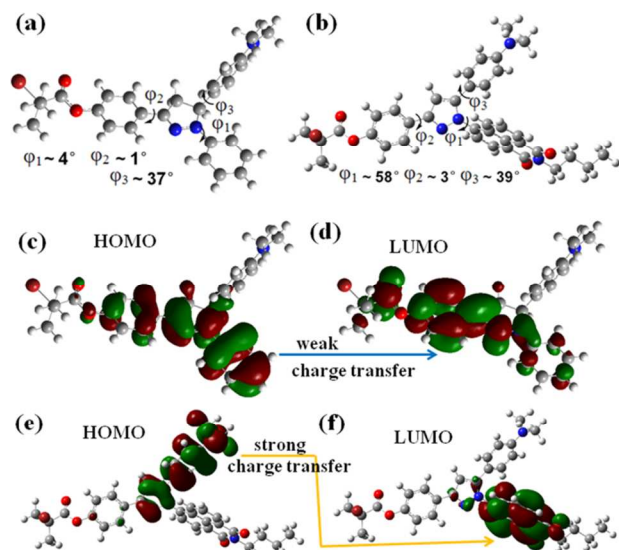 (a)
φ2
φ3
φ1
φ1 ~ 4° φ2 ~ 1°
φ3 ~ 37°
(b)
φ3
φ2 φ1
φ1 ~ 58° φ2 ~ 3° φ3 ~ 39°
(c) HOMO
(d) LUMO
weak
charge transfer
(e) HOMO
strong
charge transfer
(f) LUMO